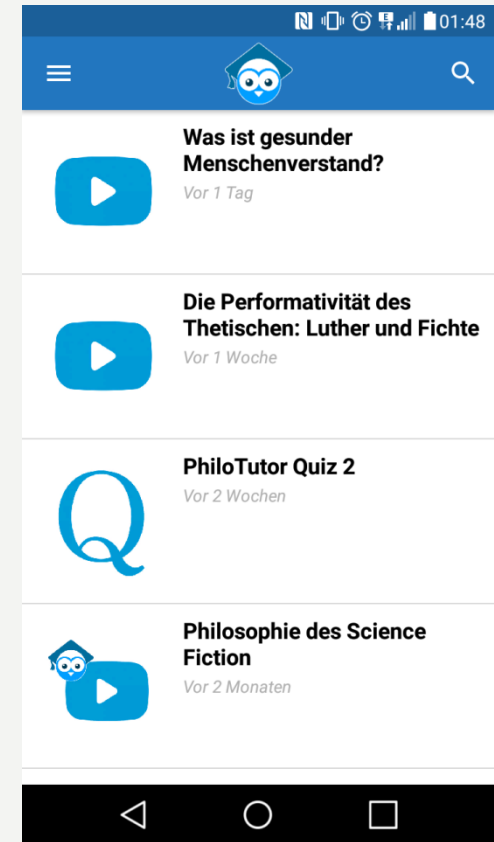 01:48
Was ist gesunder
Menschenverstand?
Vor 1 Tag
Die Performativität des
Thetischen: Luther und Fichte
Vor 1 Woche
Q
PhiloTutor Quiz 2
Vor 2 Wochen
Philosophie des Science
Fiction
Vor 2 Monaten